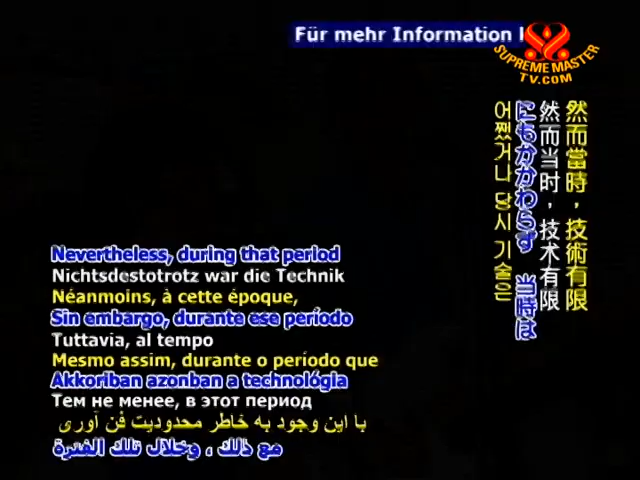 Für mehr Information
SUPREME MASTER
TV.COM
然而當時，技術有限
然而当时，技术有限
にもかかわらず 当時は
어쨌거나 당시 기술은
Nevertheless, during that period
Nichtsdestotrotz war die Technik
Néanmoins, à cette époque,
Sin embargo, durante ese período
Tuttavia, al tempo
Mesmo assim, durante o período que
Akkoriban azonban a technológia
Тем не менее, в этот период
با این وجود به خاطر محدودیت فن آوری
مع ذلك ، وخلال تلك الفترة